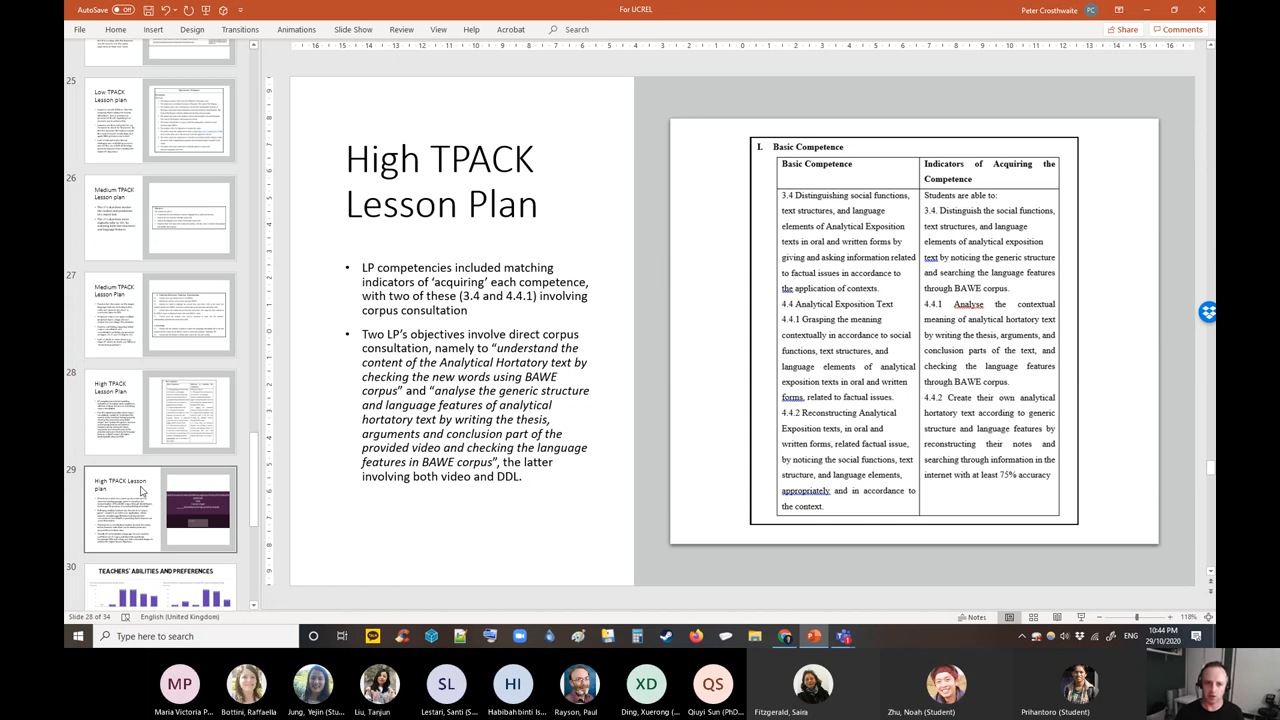 AutoSave Off
For UCREL
Peter Crosthwaite
PC
File Home Insert Design Transitions Animations Slide Show Review View Help Acrobat Search
Share Comments
25
Low TPACK
Lesson plan
26
Medium TPACK
Lesson plan
27
Medium TPACK
Lesson Plan
28
High TPACK
Lesson Plan
29
High TPACK Lesson
plan
30
TEACHERS' ABILITIES AND PREFERENCES
High TPACK
Lesson Plan
• LP competencies included matching
indicators of 'acquiring' each competence,
with two of these (3.4 and 4.4.1) involving
corpus consultation
• Two LP's objectives involve direct corpus
consultation, namely to "understand the
content of the Analytical Hortatory text by
checking the new words using BAWE
corpus" and "analyse the generic structure
and language features of analytical
hortatory text by writing the thesis,
arguments and conclusion part of the
provided video and checking the language
features in BAWE corpus", the latter
involving both video and DDL.
I. Basic Competence
Basic Competence
3.4 Distinguishing social functions,
text structures, and language
elements of Analytical Exposition
texts in oral and written forms by
giving and asking information related
to factual issues in accordance to
the application of contexts.
4.4 Analytical Exposition Text
4.4.1 Grasping the meaning
contextually in accordance to social
functions, text structures, and
language elements of analytical
exposition texts in oral and written
forms, related to factual issues.
4.4.2 Reconstructing Analytical
Exposition texts, in oral and
written forms, related factual issue,
by noticing the social functions, text
structure, and language elements,
appropriately and in accordance to
the context.
Indicators of Acquiring the
Competence
Students are able to:
3.4. Distinguish the social functions,
text structures, and language
elements of analytical exposition
text by noticing the generic structure
and searching the language features
through BAWE corpus.
4.4.1 Analyse the contextual
meaning of analytical hortatory text
by writing the thesis, arguments, and
conclusion parts of the text, and
checking the language features
through BAWE corpus.
4.4.2 Create their own analytical
hortatory text according to generic
structure and language features by
reconstructing their notes and
searching through information in the
internet with at least 75% accuracy
Slide 28 of 34 English (United Kingdom)
Notes
118%
Type here to search
ENG
10:44 PM
29/10/2020
MP
SL
HI
XD
QS
Maria Victoria P...
Bottini, Raffaella
Jung, Yejin (Stu...
Liu, Tanjun
Lestari, Santi (S...
Habibah binti Is...
Rayson, Paul
Ding, Xuerong (...
Qiuyi Sun (PhD...
Fitzgerald, Saira
Zhu, Noah (Student)
Prihantoro (Student)